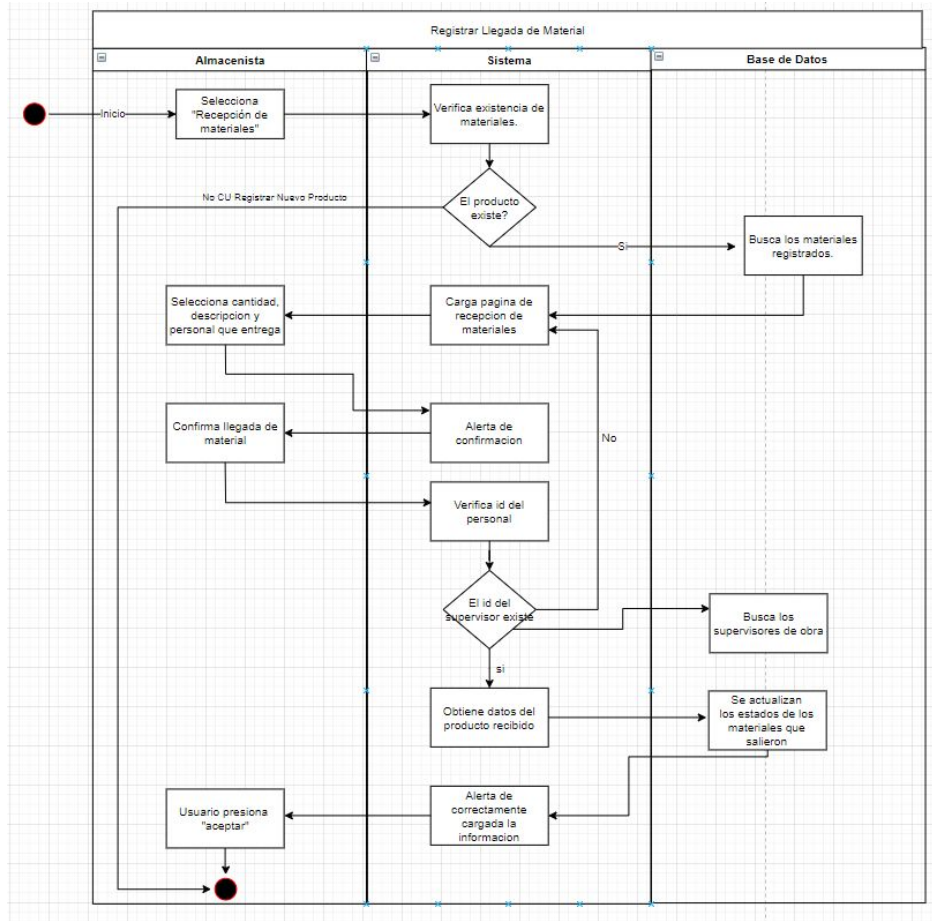 Registrar Llegada de Material
Almacenista
Sistema
Base de Datos
Inicio
Selecciona
"Recepción de
materiales"
Verifica existencia de
materiales.
No CU Registrar Nuevo Producto
El producto
existe?
Si
Busca los materiales
registrados.
Selecciona cantidad,
descripcion y
personal que entrega
Carga pagina de
recepcion de
materiales
Confirma llegada de
material
Alerta de
confirmacion
No
Verifica id del
personal
El id del
supervisor existe
Busca los
supervisores de obra
si
Obtiene datos del
producto recibido
Se actualizan
los estados de los
materiales que
salieron
Usuario presiona
"aceptar"
Alerta de
correctamente
cargada la
informacion